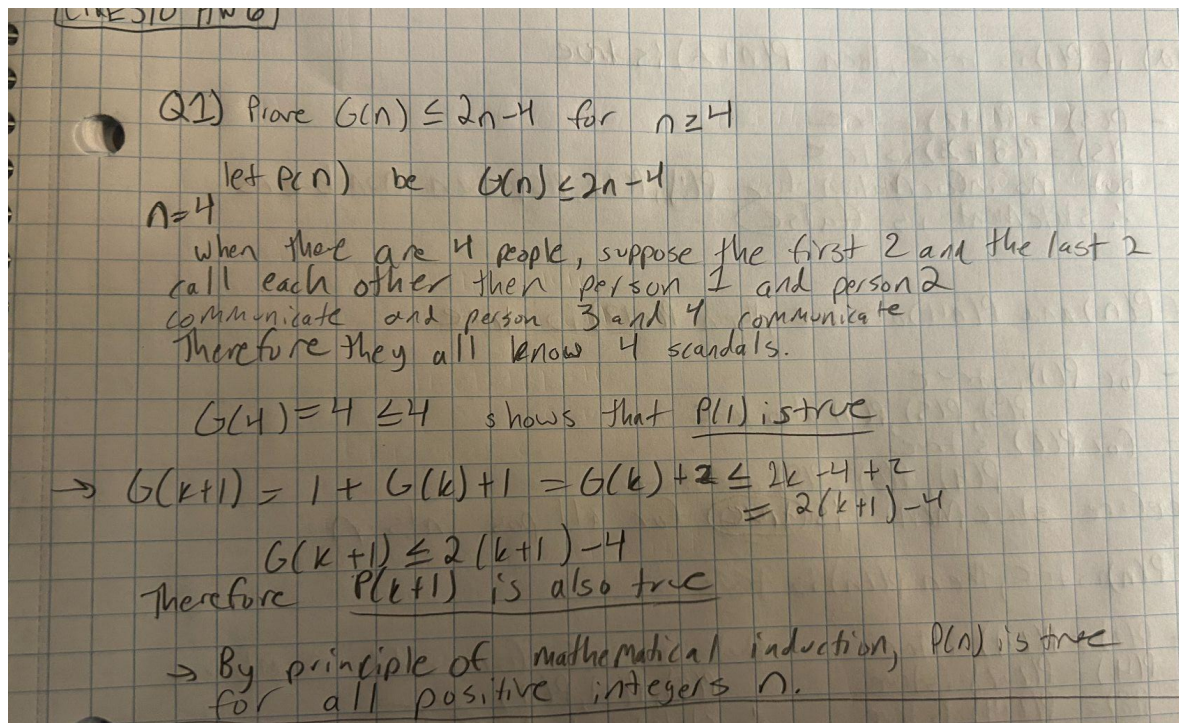 Q1) Prove G(n) ≤ 2n-4 for n ≥ 4
let P(n) be G(n) ≤ 2n-4
n=4
when there are 4 people, suppose the first 2 and the last 2
call each other then person 1 and person 2
communicate and person 3 and 4 communicate
Therefore they all know 4 scandals.
G(4) = 4 ≤ 4 shows that P(1) is true
→ G(k+1) = 1 + G(k) + 1 = G(k) + 2 ≤ 2k - 4 + 2
= 2(k+1) - 4
G(k+1) ≤ 2(k+1) - 4
Therefore P(k+1) is also true
→ By principle of mathematical induction, P(n) is true
for all positive integers n.